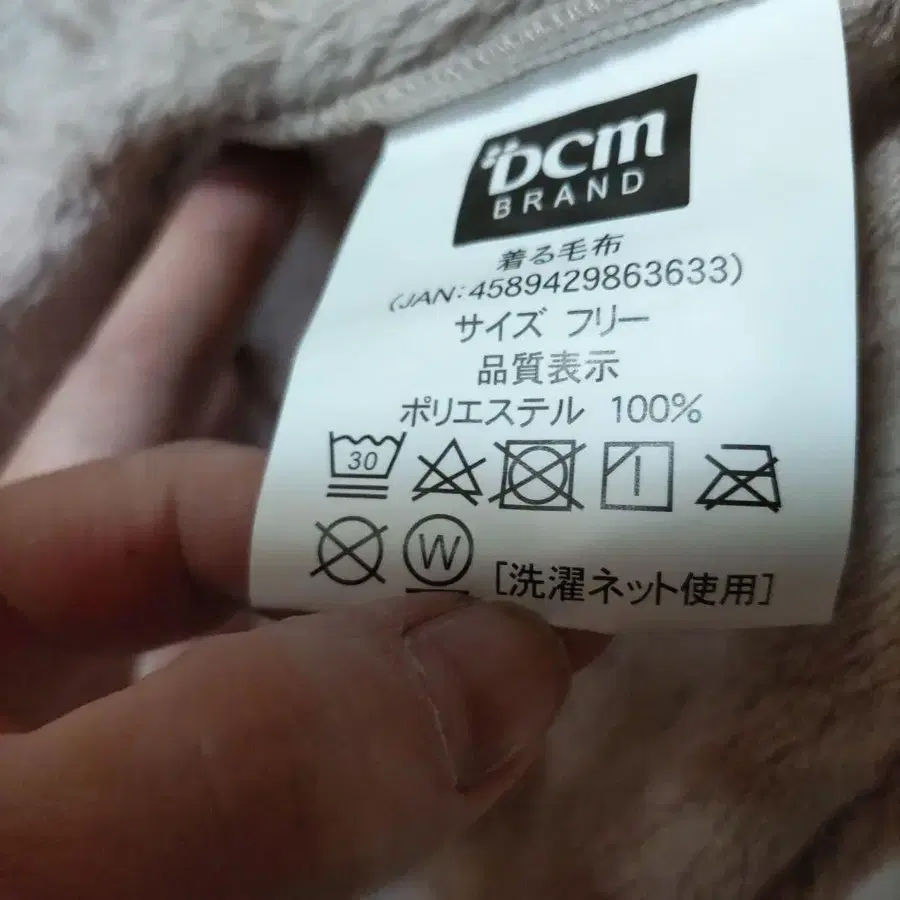 DCM
BRAND
着る毛布
(JAN:4589429863633)
サイズ フリー
品質表示
ポリエステル 100%
30
W
[洗濯ネット使用]